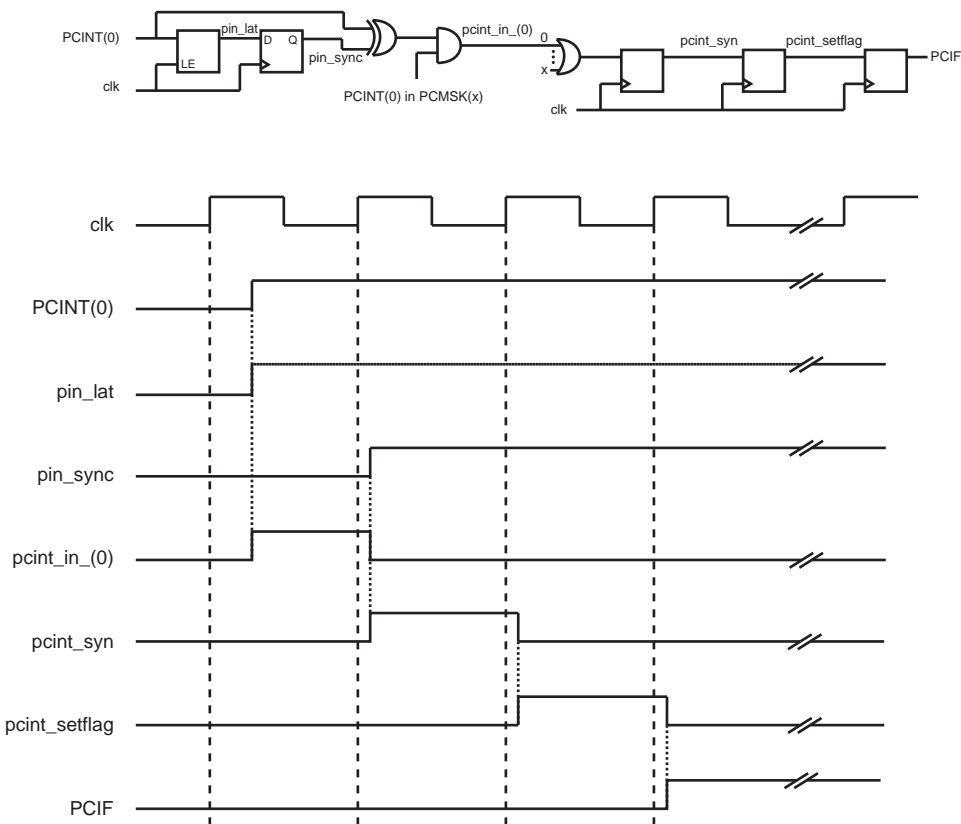 PCINT(0)
pin_lat
D Q
LE
clk
pin_sync
PCINT(0) in PCMSK(x)
pcint_in_(0)
0
x
clk
pcint_syn
pcint_setflag
PCIF
clk
PCINT(0)
pin_lat
pin_sync
pcint_in_(0)
pcint_syn
pcint_setflag
PCIF